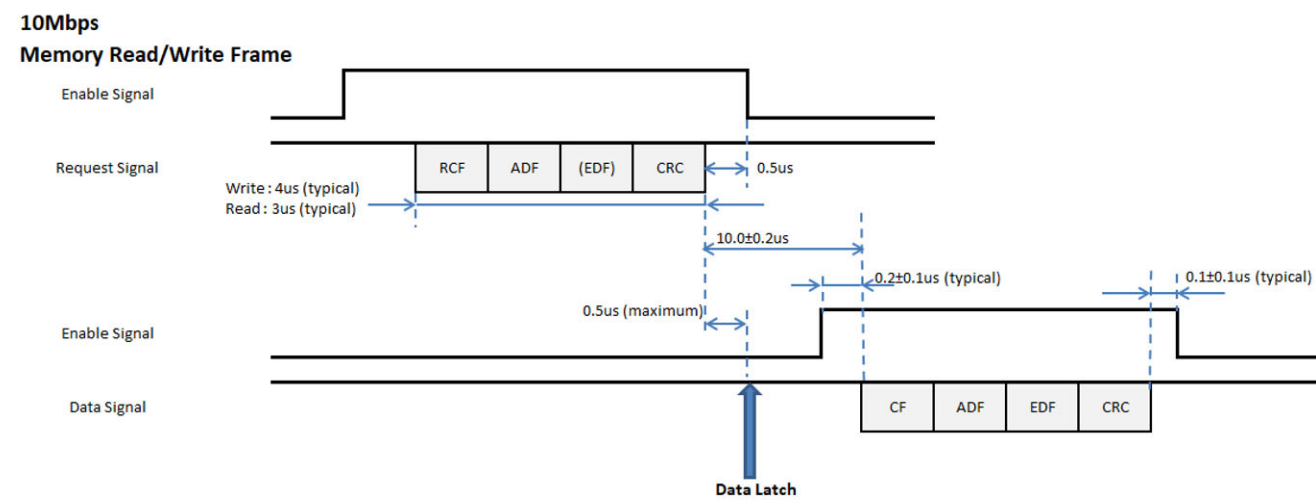 10Mbps
Memory Read/Write Frame
Enable Signal
Request Signal
RCF ADF (EDF) CRC
0.5us
Write : 4us (typical)
Read : 3us (typical)
10.0±0.2us
0.2±0.1us (typical)
0.1±0.1us (typical)
0.5us (maximum)
Enable Signal
Data Signal
CF ADF EDF CRC
Data Latch